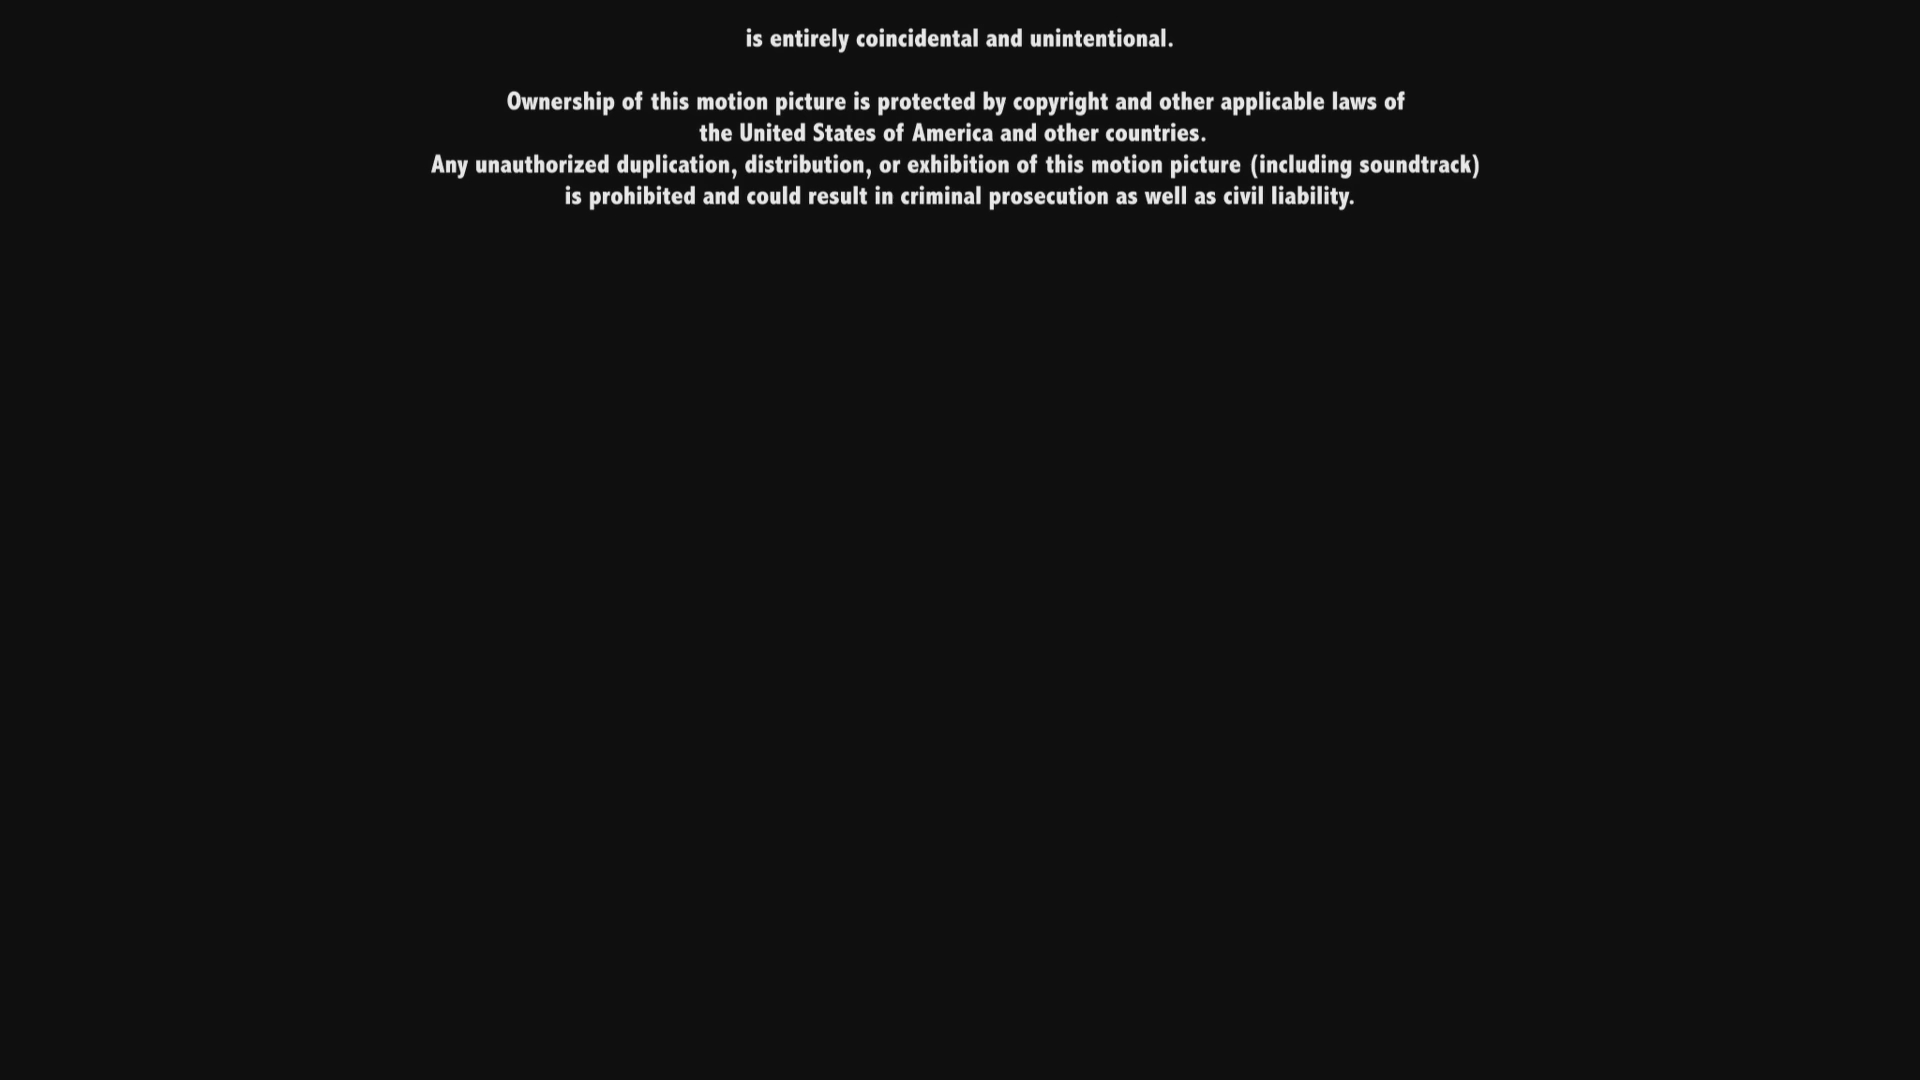 is entirely coincidental and unintentional.
Ownership of this motion picture is protected by copyright and other applicable laws of
the United States of America and other countries.
Any unauthorized duplication, distribution, or exhibition of this motion picture (including soundtrack)
is prohibited and could result in criminal prosecution as well as civil liability.